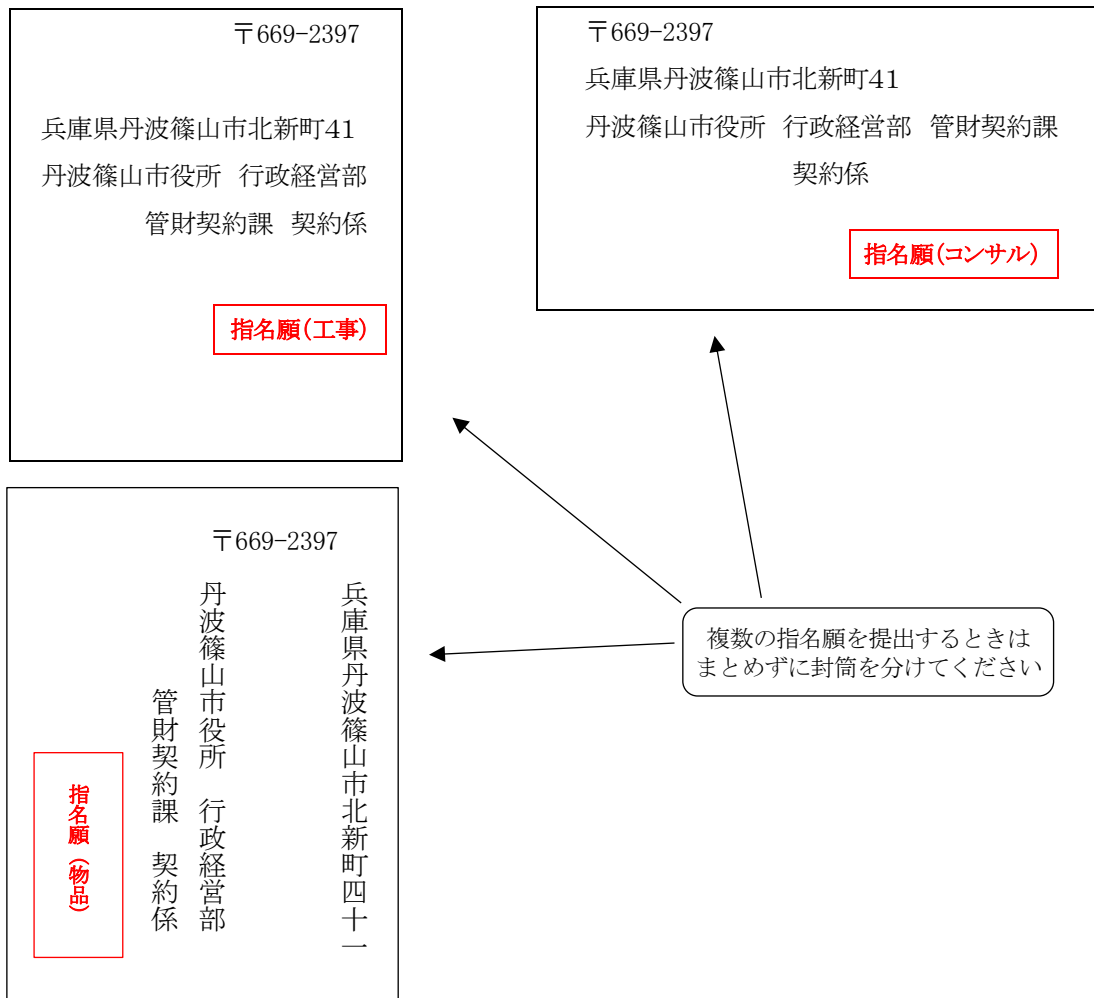 〒669-2397
兵庫県丹波篠山市北新町41
丹波篠山市役所 行政経営部
管財契約課 契約係
指名願(工事)
〒669-2397
兵庫県丹波篠山市北新町41
丹波篠山市役所 行政経営部 管財契約課
契約係
指名願(コンサル)
〒669-2397
兵庫県丹波篠山市北新町四十一
丹波篠山市役所 行政経営部
管財契約課 契約係
指名願(物品)
複数の指名願を提出するときは
まとめずに封筒を分けてください